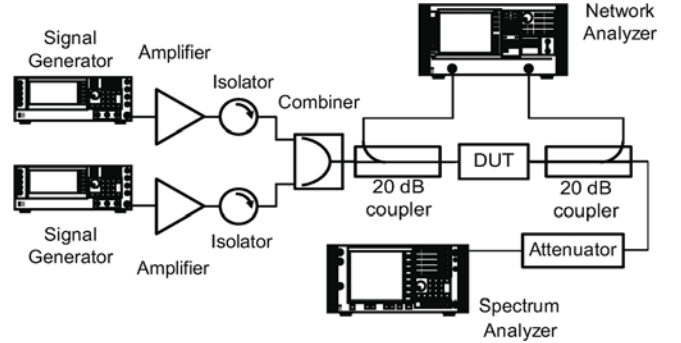 Network
Analyzer
Signal
Generator
Amplifier
Isolator
Combiner
DUT
20 dB
coupler
20 dB
coupler
Signal
Generator
Amplifier
Isolator
Attenuator
Spectrum
Analyzer